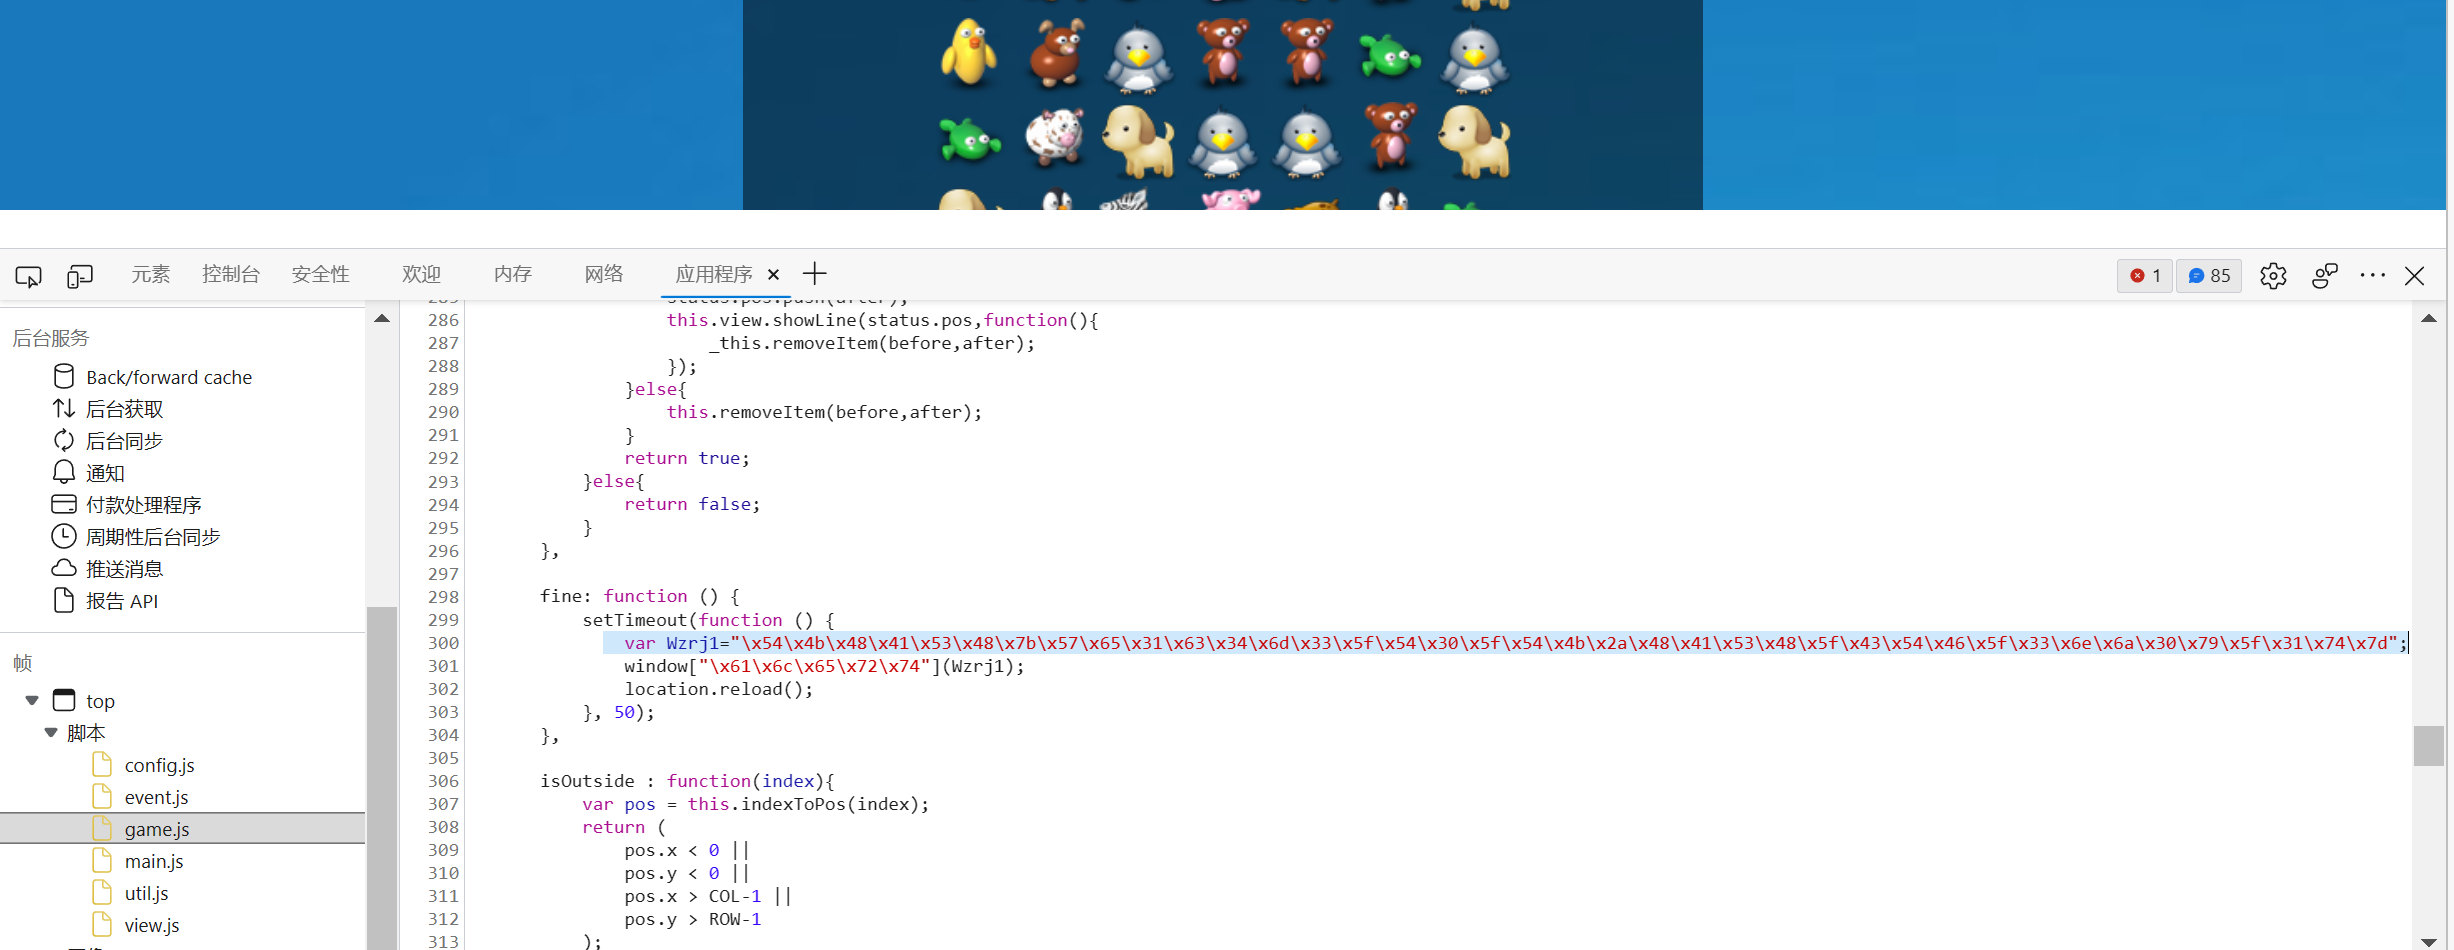 元素 控制台 安全性 欢迎 内存 网络 应用程序 1 85
后台服务
Back/forward cache
后台获取
后台同步
通知
付款处理程序
周期性后台同步
推送消息
报告 API
帧
top
脚本
config.js
event.js
game.js
main.js
util.js
view.js
286 this.view.showLine(status.pos,function(){
287 _this.removeItem(before,after);
288 });
289 }else{
290 this.removeItem(before,after);
291 }
292 return true;
293 }else{
294 return false;
295 }
296 },
297
298 fine: function () {
299 setTimeout(function () {
300 var Wzrj1="\x54\x4b\x48\x41\x53\x48\x7b\x57\x65\x31\x63\x34\x6d\x33\x5f\x54\x30\x5f\x54\x4b\x2a\x48\x41\x53\x48\x5f\x43\x54\x46\x5f\x33\x6e\x6a\x30\x79\x5f\x31\x74\x7d";
301 window["\x61\x6c\x65\x72\x74"](Wzrj1);
302 location.reload();
303 }, 50);
304 },
305
306 isOutside : function(index){
307 var pos = this.indexToPos(index);
308 return (
309 pos.x < 0 ||
310 pos.y < 0 ||
311 pos.x > COL-1 ||
312 pos.y > ROW-1
313 );